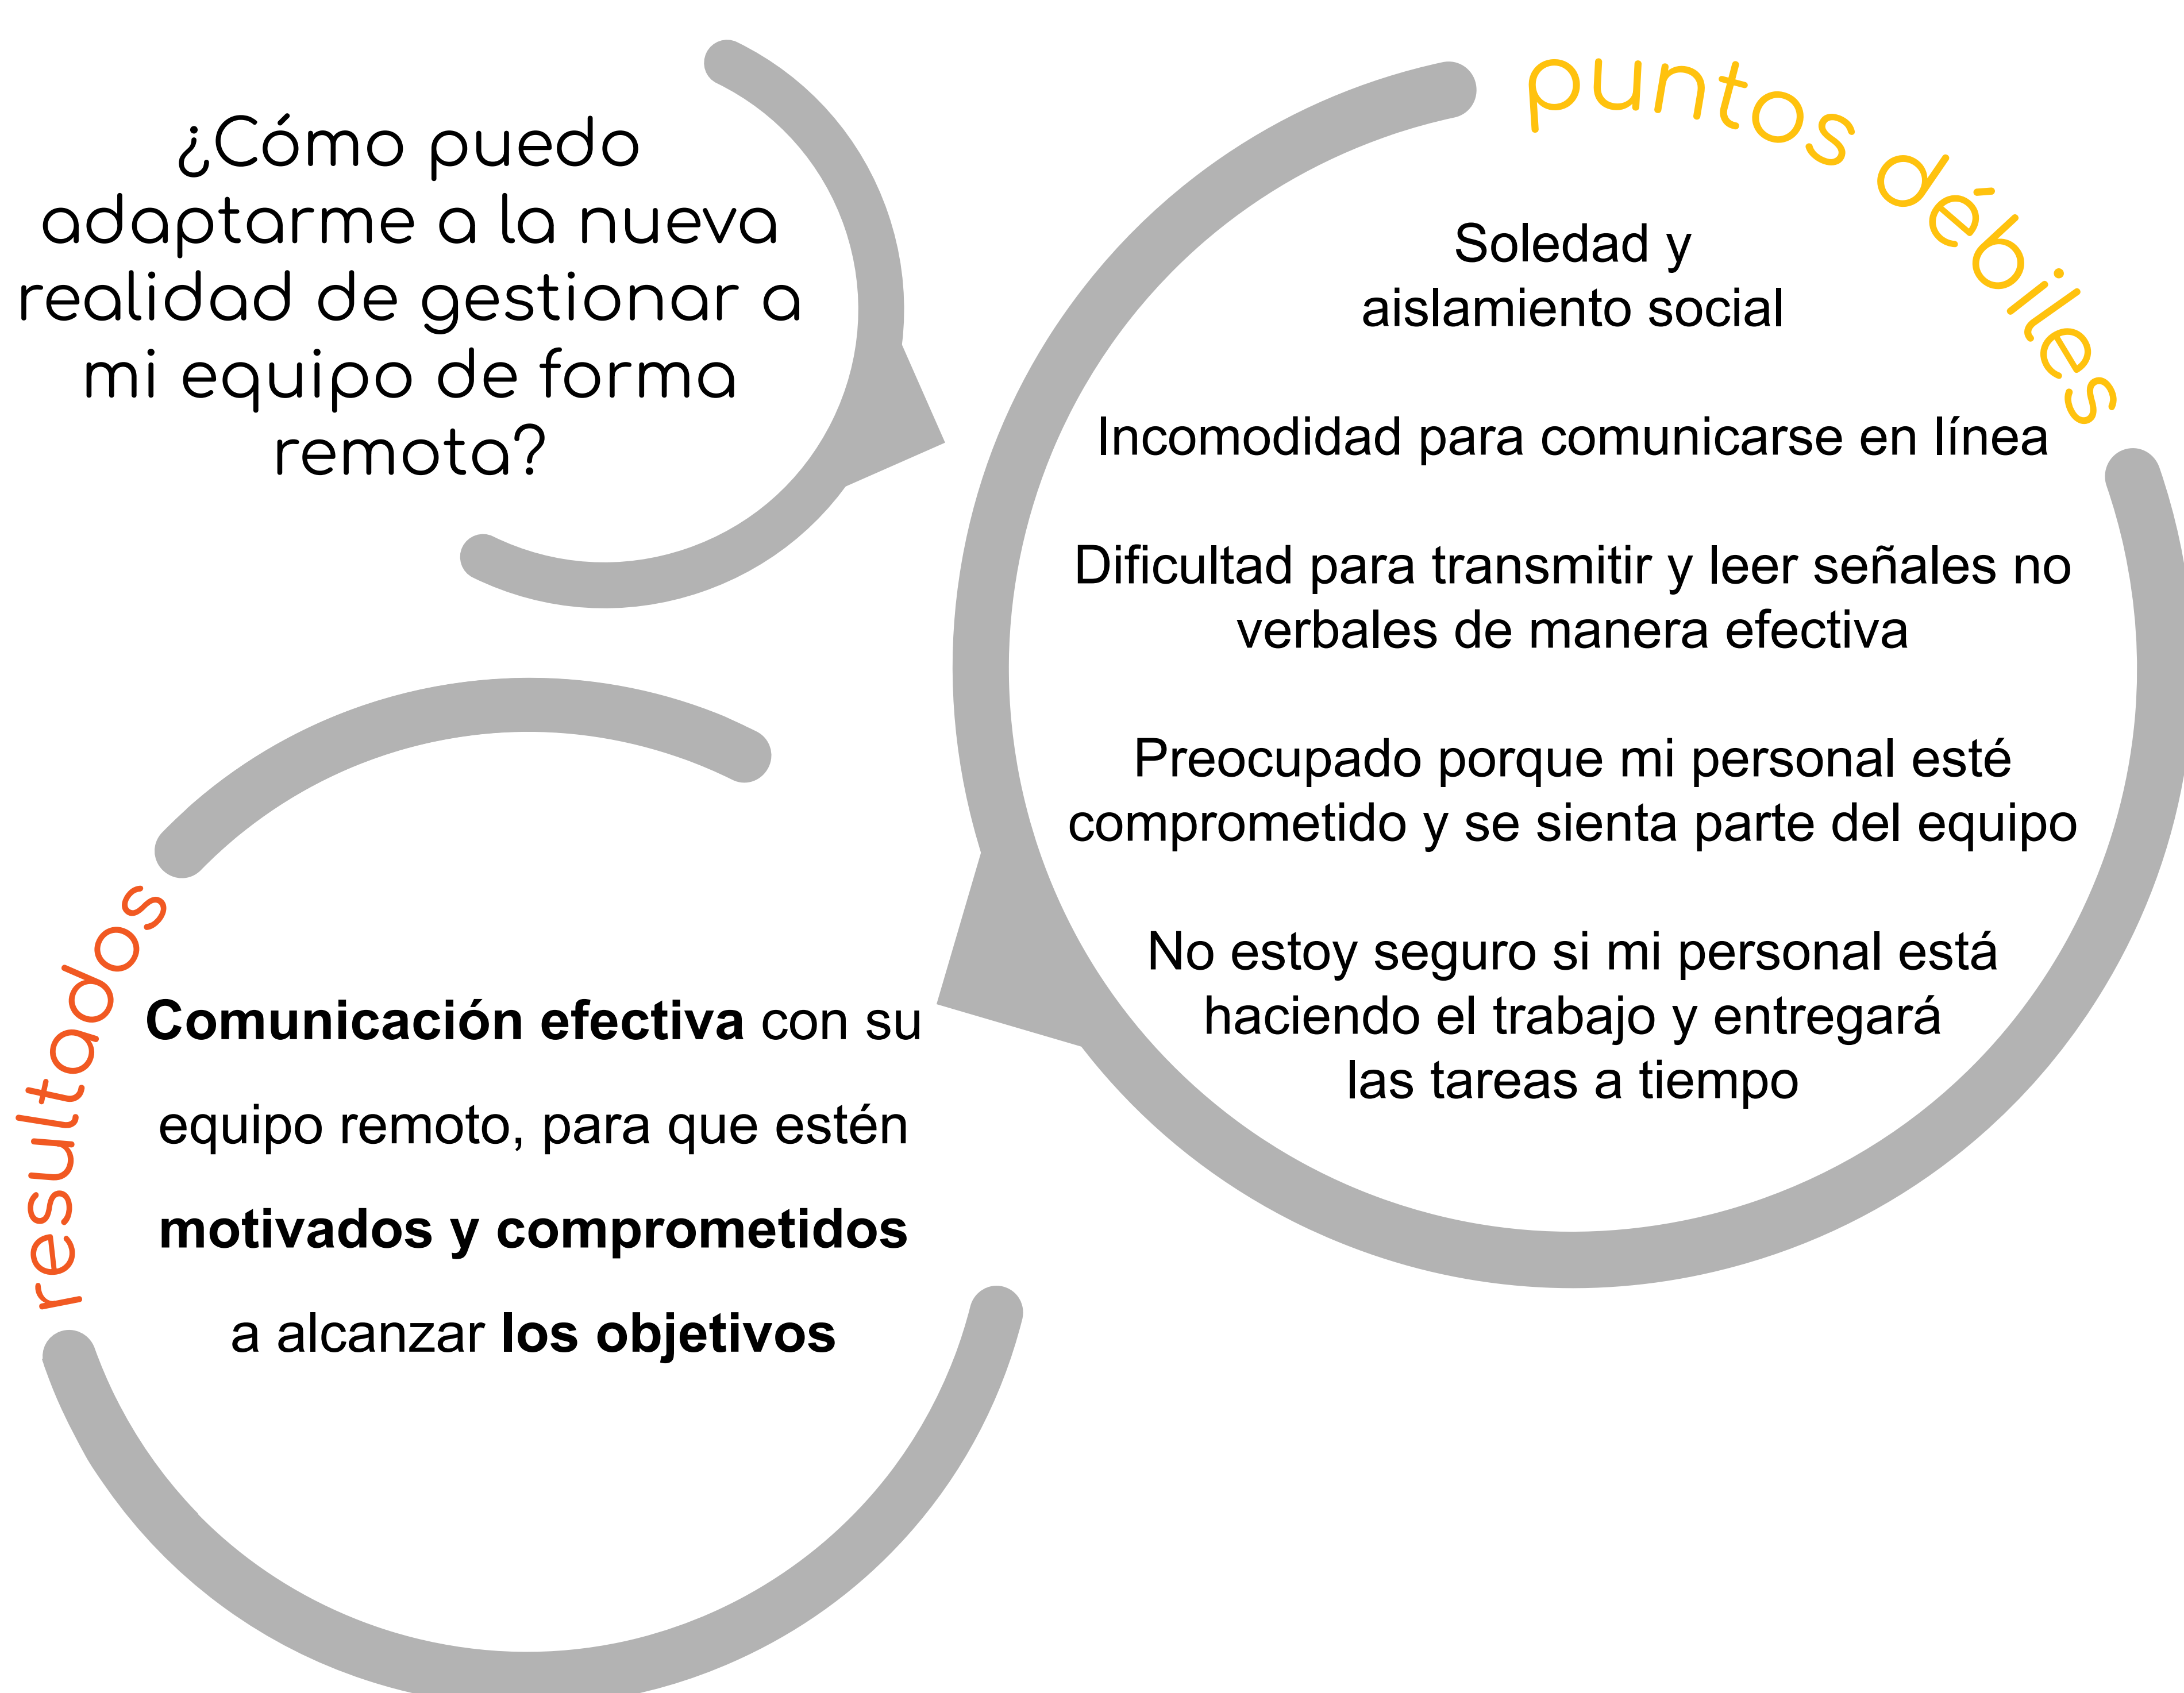 ¿Cómo puedo
adaptarme a la nueva
realidad de gestionar a
mi equipo de forma
remota?
puntos débiles
Soledad y
aislamiento social
Incomodidad para comunicarse en línea
Dificultad para transmitir y leer señales no
verbales de manera efectiva
Preocupado porque mi personal esté
comprometido y se sienta parte del equipo
No estoy seguro si mi personal está
haciendo el trabajo y entregará
las tareas a tiempo
resultados
Comunicación efectiva con su
equipo remoto, para que estén
motivados y comprometidos
a alcanzar los objetivos